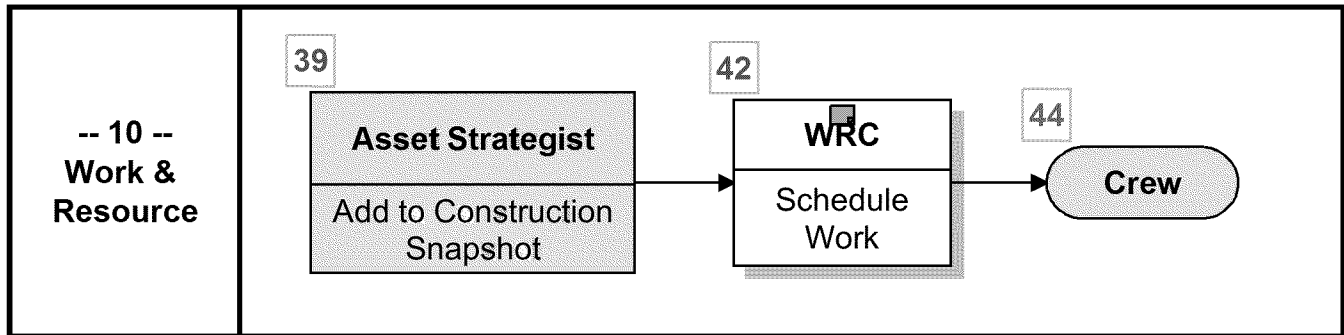 -- 10 --
Work &
Resource
39
Asset Strategist
Add to Construction
Snapshot
42
WRC
Schedule
Work
44
Crew